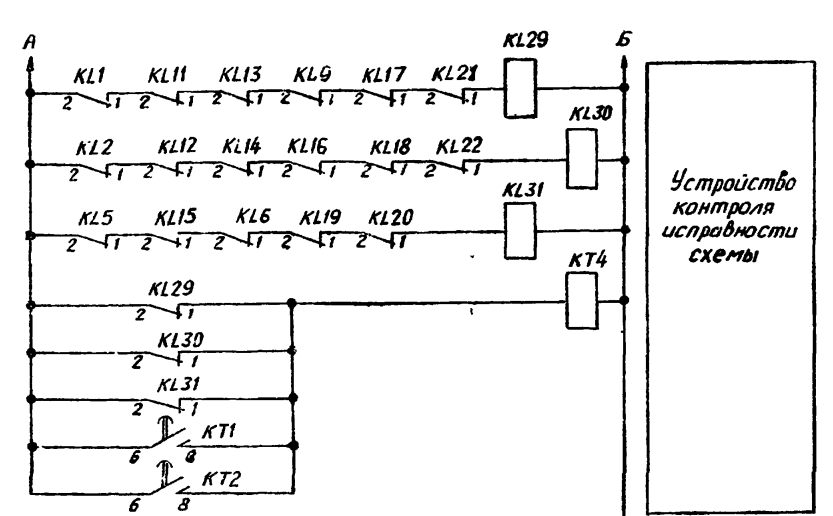 А KL29 Б
KL1 KL11 KL13 KL9 KL17 KL21
2 1 2 1 2 1 2 1 2 1 2 1
KL30
KL2 KL12 KL14 KL16 KL18 KL22
2 1 2 1 2 1 2 1 2 1 2 1
KL31
KL5 KL15 KL6 KL19 KL20
2 1 2 1 2 1 2 1 2 1
KT4
KL29
2 1
KL30
2 1
KL31
2 1
KT1
6 8
KT2
6 8
Устройство
контроля
исправности
схемы